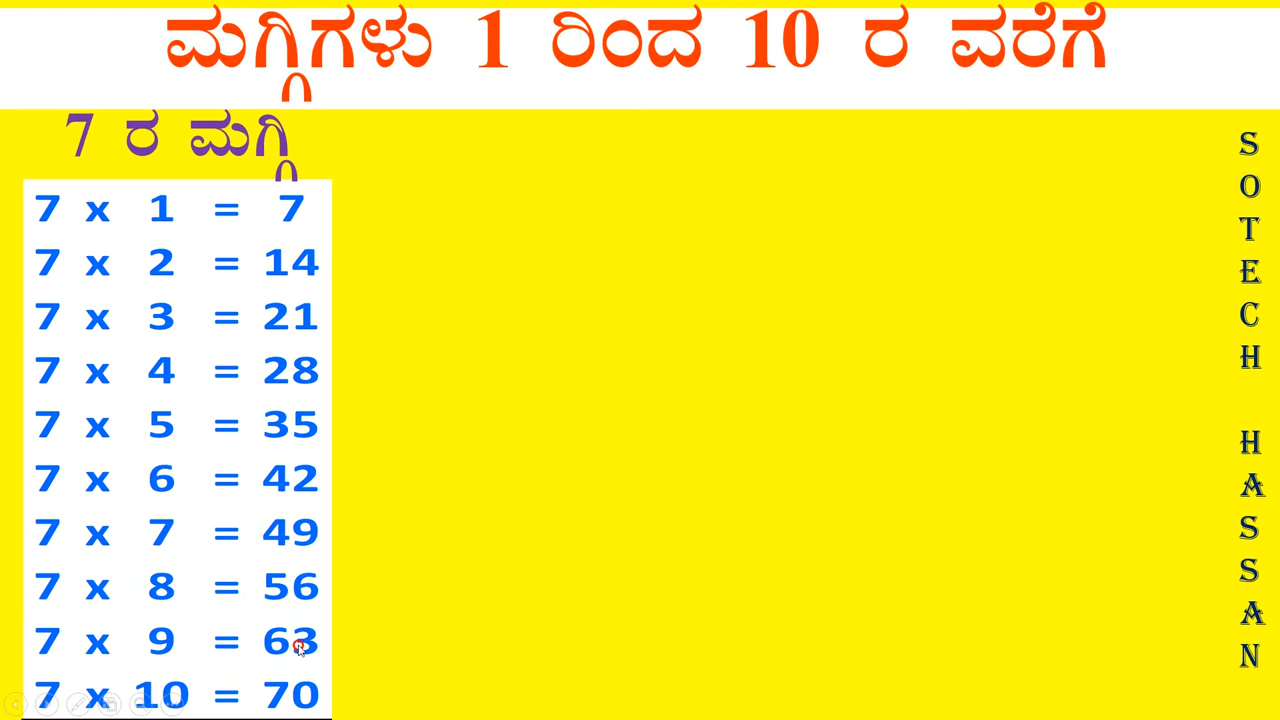 ಮಗ್ಗಿಗಳು 1 ರಿಂದ 10 ರ ವರೆಗೆ
7 ರ ಮಗ್ಗಿ
7 x 1 = 7
7 x 2 = 14
7 x 3 = 21
7 x 4 = 28
7 x 5 = 35
7 x 6 = 42
7 x 7 = 49
7 x 8 = 56
7 x 9 = 63
7 x 10 = 70
SOTECH HASSAN